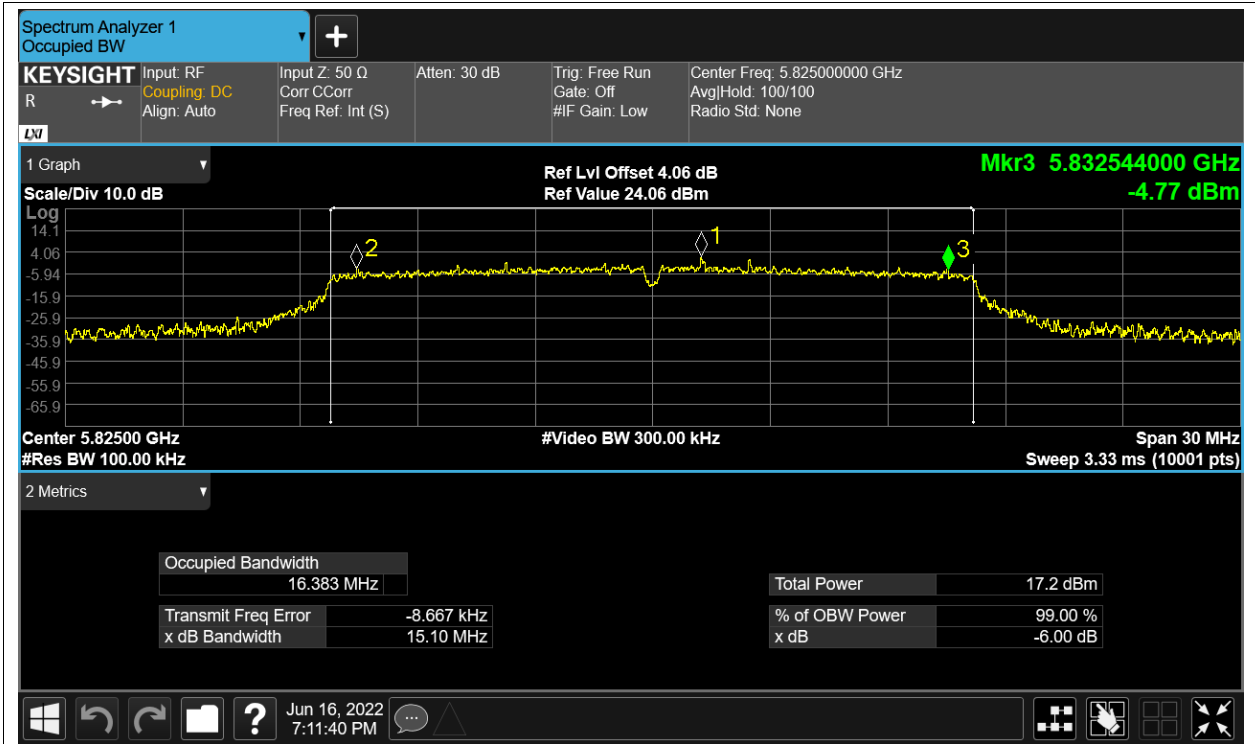 Spectrum Analyzer 1
Occupied BW
KEYSIGHT
R
LXI
Input: RF
Coupling: DC
Align: Auto
Input Z: 50 Ω
Corr CCorr
Freq Ref: Int (S)
Atten: 30 dB
Trig: Free Run
Gate: Off
#IF Gain: Low
Center Freq: 5.825000000 GHz
Avg|Hold: 100/100
Radio Std: None
1 Graph
Scale/Div 10.0 dB
Ref Lvl Offset 4.06 dB
Ref Value 24.06 dBm
Mkr3 5.832544000 GHz
-4.77 dBm
Log
14.1
4.06
-5.94
-15.9
-25.9
-35.9
-45.9
-55.9
-65.9
2
1
3
Center 5.82500 GHz
#Video BW 300.00 kHz
Span 30 MHz
#Res BW 100.00 kHz
Sweep 3.33 ms (10001 pts)
2 Metrics
Occupied Bandwidth
16.383 MHz
Transmit Freq Error -8.667 kHz
x dB Bandwidth 15.10 MHz
Total Power 17.2 dBm
% of OBW Power 99.00 %
x dB -6.00 dB
?
Jun 16, 2022
7:11:40 PM